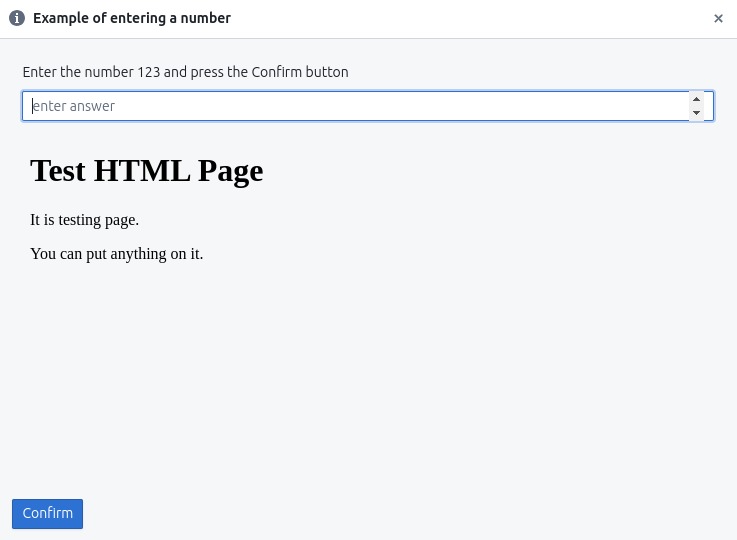 Example of entering a number
Enter the number 123 and press the Confirm button
enter answer
Test HTML Page
It is testing page.
You can put anything on it.
Confirm